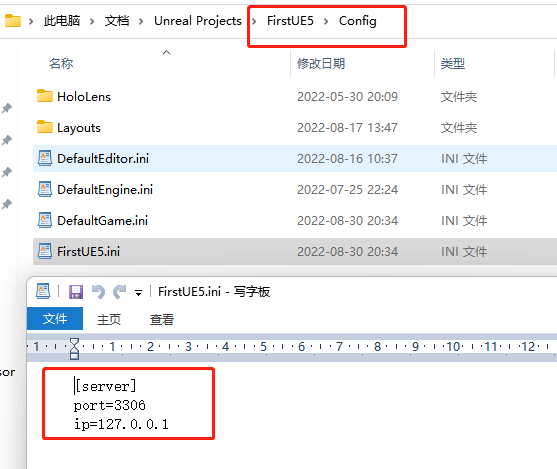 此电脑 > 文档 > Unreal Projects > FirstUE5 > Config
名称 修改日期 类型
HoloLens 2022-05-30 20:09 文件夹
Layouts 2022-08-17 13:47 文件夹
DefaultEditor.ini 2022-08-16 10:37 INI 文件
DefaultEngine.ini 2022-07-25 22:24 INI 文件
DefaultGame.ini 2022-08-30 20:34 INI 文件
FirstUE5.ini 2022-08-30 20:34 INI 文件
FirstUE5.ini - 写字板
文件 主页 查看
1 1 2 3 4 5 6 7 8 9 10 11 12
sor
[server]
port=3306
ip=127.0.0.1